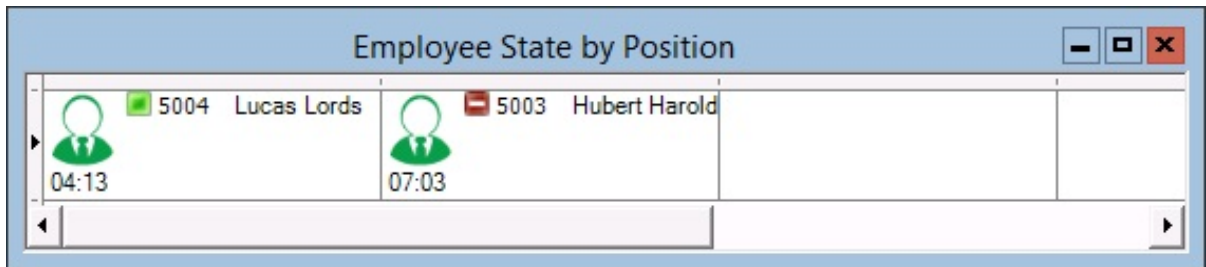 Employee State by Position
5004 Lucas Lords
04:13
5003 Hubert Harold
07:03